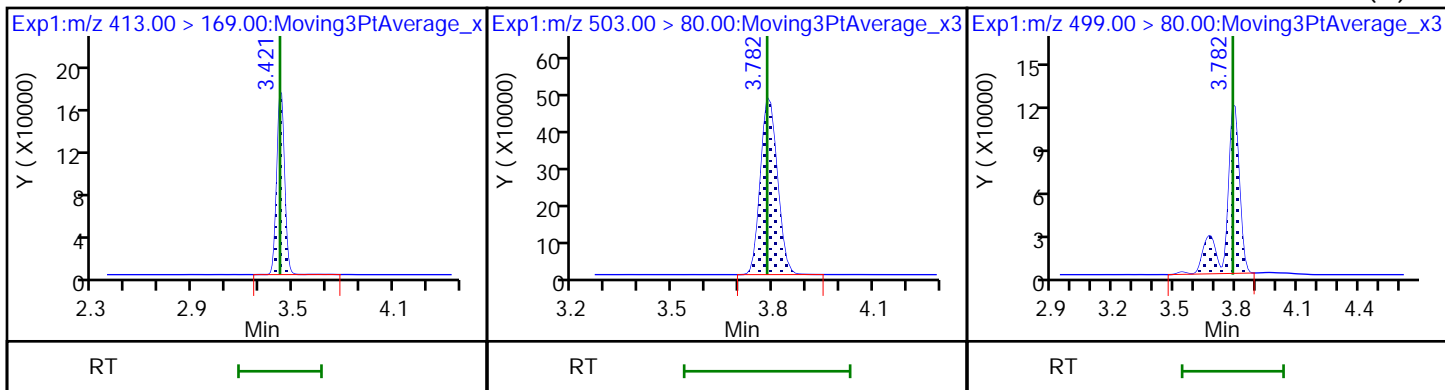 Exp1:m/z 413.00 > 169.00:Moving3PtAverage_x
3.421
Y ( X10000)
20
16
12
8
4
0
2.3 2.9 3.5 4.1
Min
RT
Exp1:m/z 503.00 > 80.00:Moving3PtAverage_x3
3.782
Y ( X10000)
60
50
40
30
20
10
0
3.2 3.5 3.8 4.1
Min
RT
Exp1:m/z 499.00 > 80.00:Moving3PtAverage_x3
3.782
Y ( X10000)
15
12
9
6
3
0
2.9 3.2 3.5 3.8 4.1 4.4
Min
RT